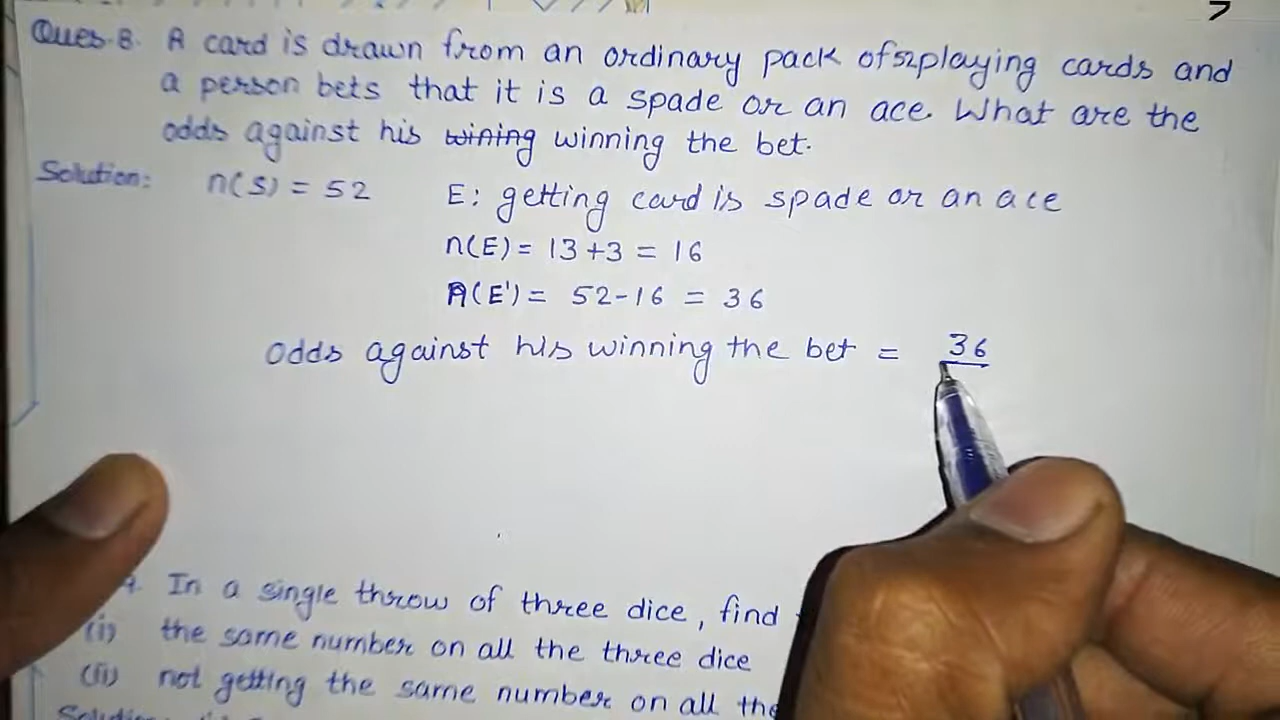 7
Ques.8. A card is drawn from an ordinary pack of 52 playing cards and
a person bets that it is a spade or an ace. What are the
odds against his wining winning the bet.
Solution: n(S) = 52 E: getting card is spade or an ace
n(E) = 13+3 = 16
n(E') = 52-16 = 36
odds against his winning the bet = 36
9. In a single throw of three dice, find
(i) the same number on all the three dice
(ii) not getting the same number on all the